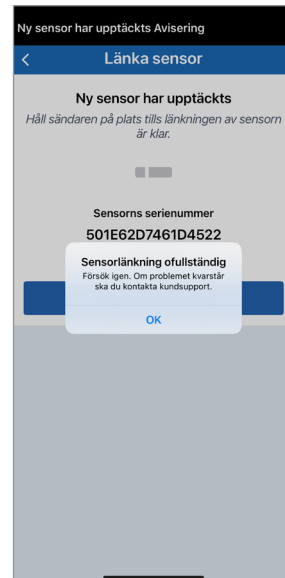 Ny sensor har upptäckts Avisering
Länka sensor
Ny sensor har upptäckts
Håll sändaren på plats tills länkningen av sensorn
är klar.
Sensorns serienummer
501E62D7461D4522
Sensorlänkning ofullständig
Försök igen. Om problemet kvarstår
ska du kontakta kundsupport.
OK